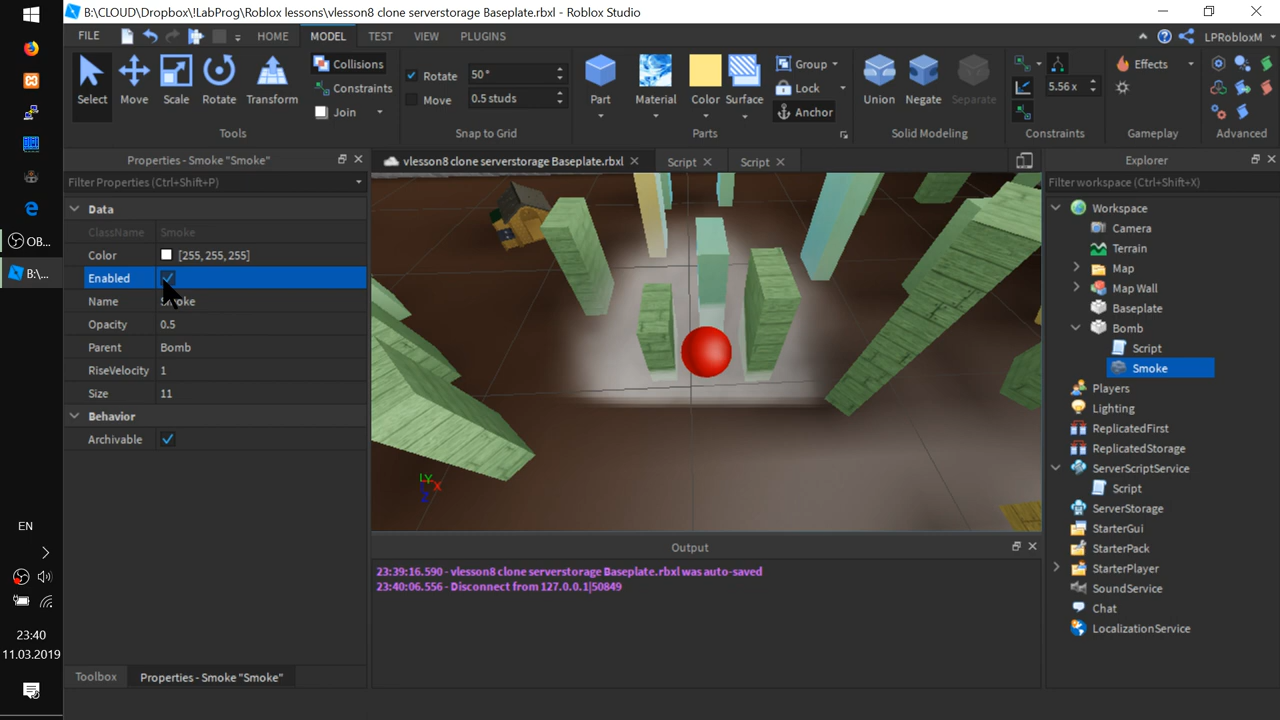 B:\CLOUD\Dropbox\!LabProg\Roblox lessons\vlesson8 clone serverstorage Baseplate.rbxl - Roblox Studio
FILE HOME MODEL TEST VIEW PLUGINS LPRobloxM
Select Move Scale Rotate Transform
Collisions
Constraints
Join
Tools
Rotate 50°
Move 0.5 studs
Snap to Grid
Part Material Color Surface
Group
Lock
Anchor
Parts
Union Negate Separate
Solid Modeling
5.56 x
Constraints
Effects
Gameplay
Advanced
Properties - Smoke "Smoke"
Filter Properties (Ctrl+Shift+P)
Data
ClassName Smoke
Color [255, 255, 255]
Enabled
Name Smoke
Opacity 0.5
Parent Bomb
RiseVelocity 1
Size 11
Behavior
Archivable
Toolbox Properties - Smoke "Smoke"
vlesson8 clone serverstorage Baseplate.rbxl Script Script
LY
X
Output
23:39:16.590 - vlesson8 clone serverstorage Baseplate.rbxl was auto-saved
23:40:06.556 - Disconnect from 127.0.0.1|50849
Explorer
Filter workspace (Ctrl+Shift+X)
Workspace
Camera
Terrain
Map
Map Wall
Baseplate
Bomb
Script
Smoke
Players
Lighting
ReplicatedFirst
ReplicatedStorage
ServerScriptService
Script
ServerStorage
StarterGui
StarterPack
StarterPlayer
SoundService
Chat
LocalizationService
OB...
B:\...
EN
23:40
11.03.2019